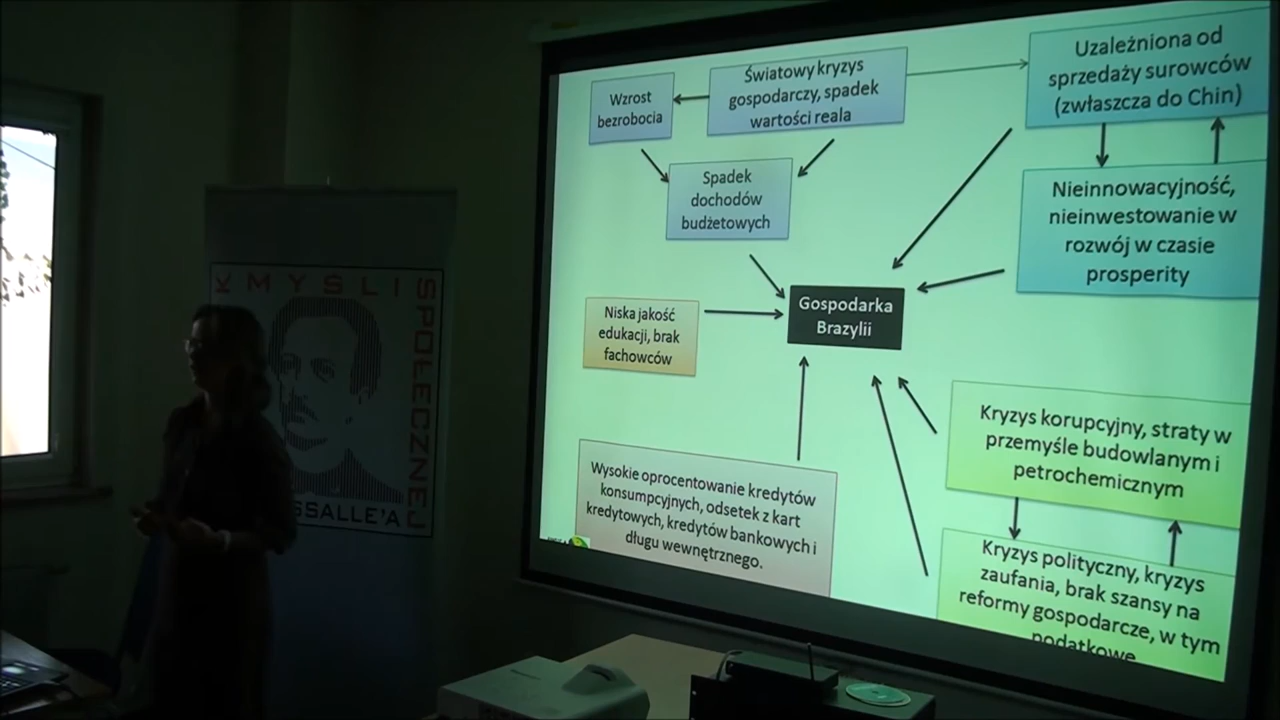 Wzrost
bezrobocia
Światowy kryzys
gospodarczy, spadek
wartości reala
Uzależniona od
sprzedaży surowców
(zwłaszcza do Chin)
Spadek
dochodów
budżetowych
Nieinnowacyjność,
nieinwestowanie w
rozwój w czasie
prosperity
Niska jakość
edukacji, brak
fachowców
Gospodarka
Brazylii
Kryzys korupcyjny, straty w
przemyśle budowlanym i
petrochemicznym
Wysokie oprocentowanie kredytów
konsumpcyjnych, odsetek z kart
kredytowych, kredytów bankowych i
długu wewnętrznego.
Kryzys polityczny, kryzys
zaufania, brak szansy na
reformy gospodarcze, w tym
podatkowe
K MYŚLI
SPOŁECZNEJ
SSALLE'A